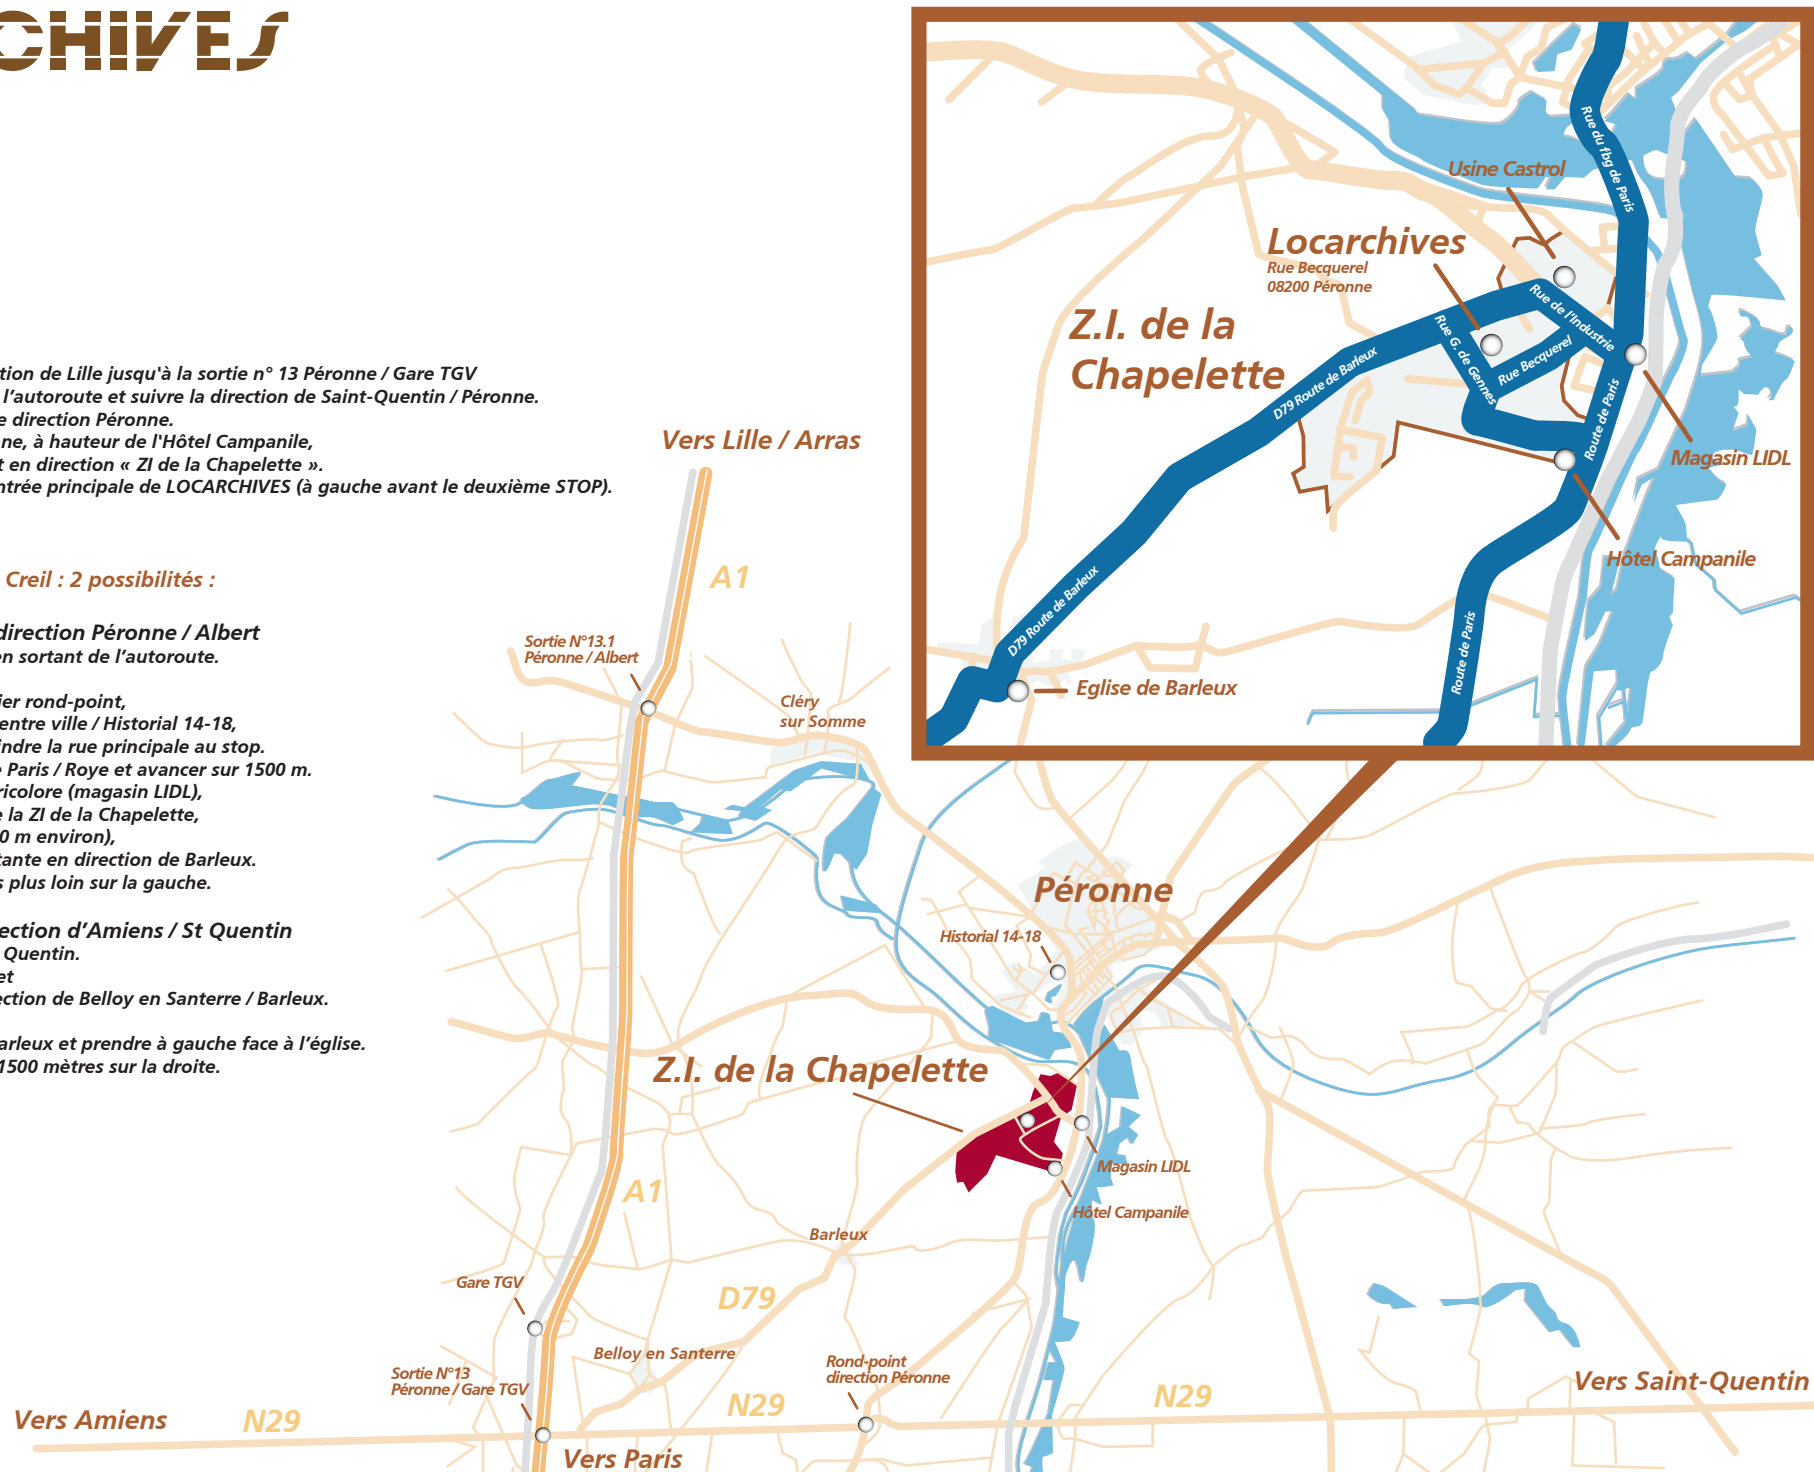 CHIVES
tion de Lille jusqu'à la sortie n° 13 Péronne / Gare TGV
l'autoroute et suivre la direction de Saint-Quentin / Péronne.
e direction Péronne.
ne, à hauteur de l'Hôtel Campanile,
t en direction « ZI de la Chapelette ».
ntrée principale de LOCARCHIVES (à gauche avant le deuxième STOP).
Creil : 2 possibilités :
direction Péronne / Albert
en sortant de l'autoroute.
ier rond-point,
entre ville / Historial 14-18,
indre la rue principale au stop.
e Paris / Roye et avancer sur 1500 m.
ricolore (magasin LIDL),
e la ZI de la Chapelette,
0 m environ),
tante en direction de Barleux.
s plus loin sur la gauche.
ection d'Amiens / St Quentin
Quentin.
et
ection de Belloy en Santerre / Barleux.
arleux et prendre à gauche face à l'église.
1500 mètres sur la droite.
Usine Castrol
Rue du fbg de Paris
Locarchives
Rue Becquerel
08200 Péronne
Z.I. de la
Chapelette
Rue de l'Industrie
Rue G. de Gennes
Rue Becquerel
D79 Route de Barleux
Route de Paris
Magasin LIDL
Hôtel Campanile
D79 Route de Barleux
Route de Paris
Eglise de Barleux
Vers Lille / Arras
A1
Sortie N°13.1
Péronne / Albert
Cléry
sur Somme
Péronne
Historial 14-18
Z.I. de la Chapelette
Magasin LIDL
A1
Hôtel Campanile
Barleux
Gare TGV
D79
Belloy en Santerre
Rond-point
direction Péronne
Sortie N°13
Péronne / Gare TGV
Vers Saint-Quentin
Vers Amiens
N29
N29
N29
Vers Paris